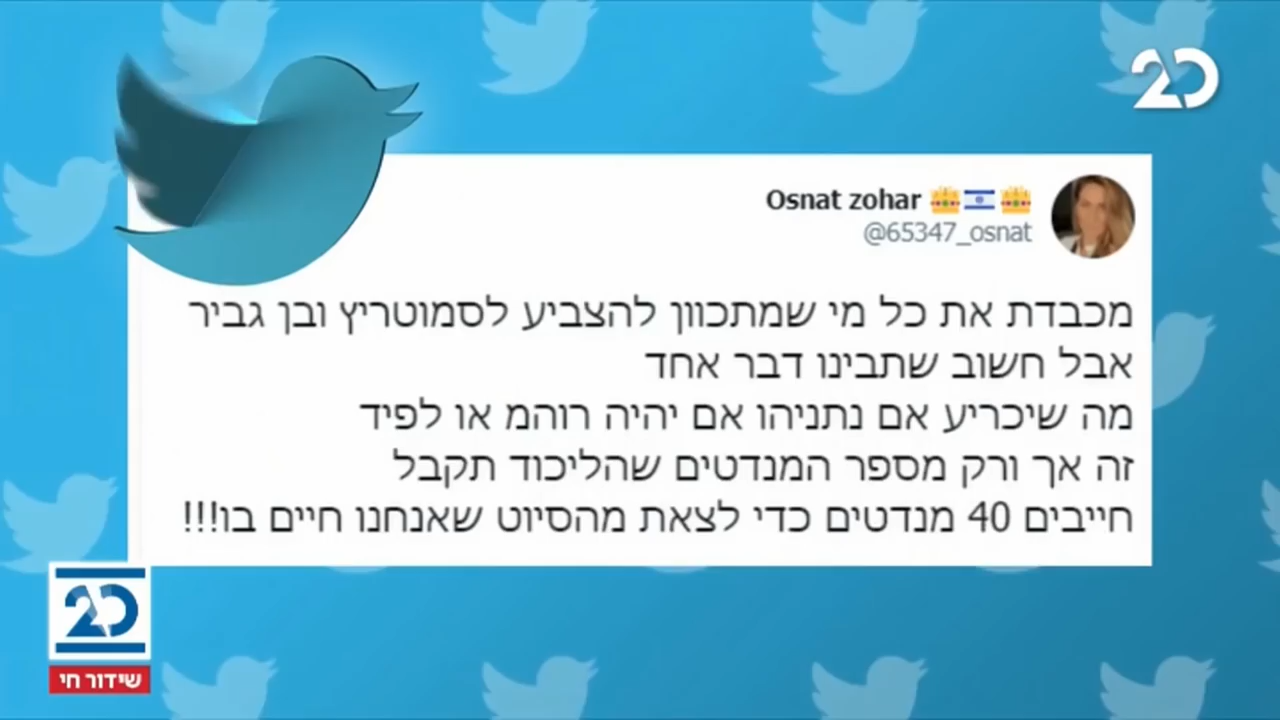 20
Osnat zohar
@65347_osnat
מכבדת את כל מי שמתכוון להצביע לסמוטריץ ובן גביר
אבל חשוב שתבינו דבר אחד
מה שיכריע אם נתניהו אם יהיה רוהמ או לפיד
זה אך ורק מספר המנדטים שהליכוד תקבל
חייבים 40 מנדטים כדי לצאת מהסיוט שאנחנו חיים בו!!!
20
שידור חי